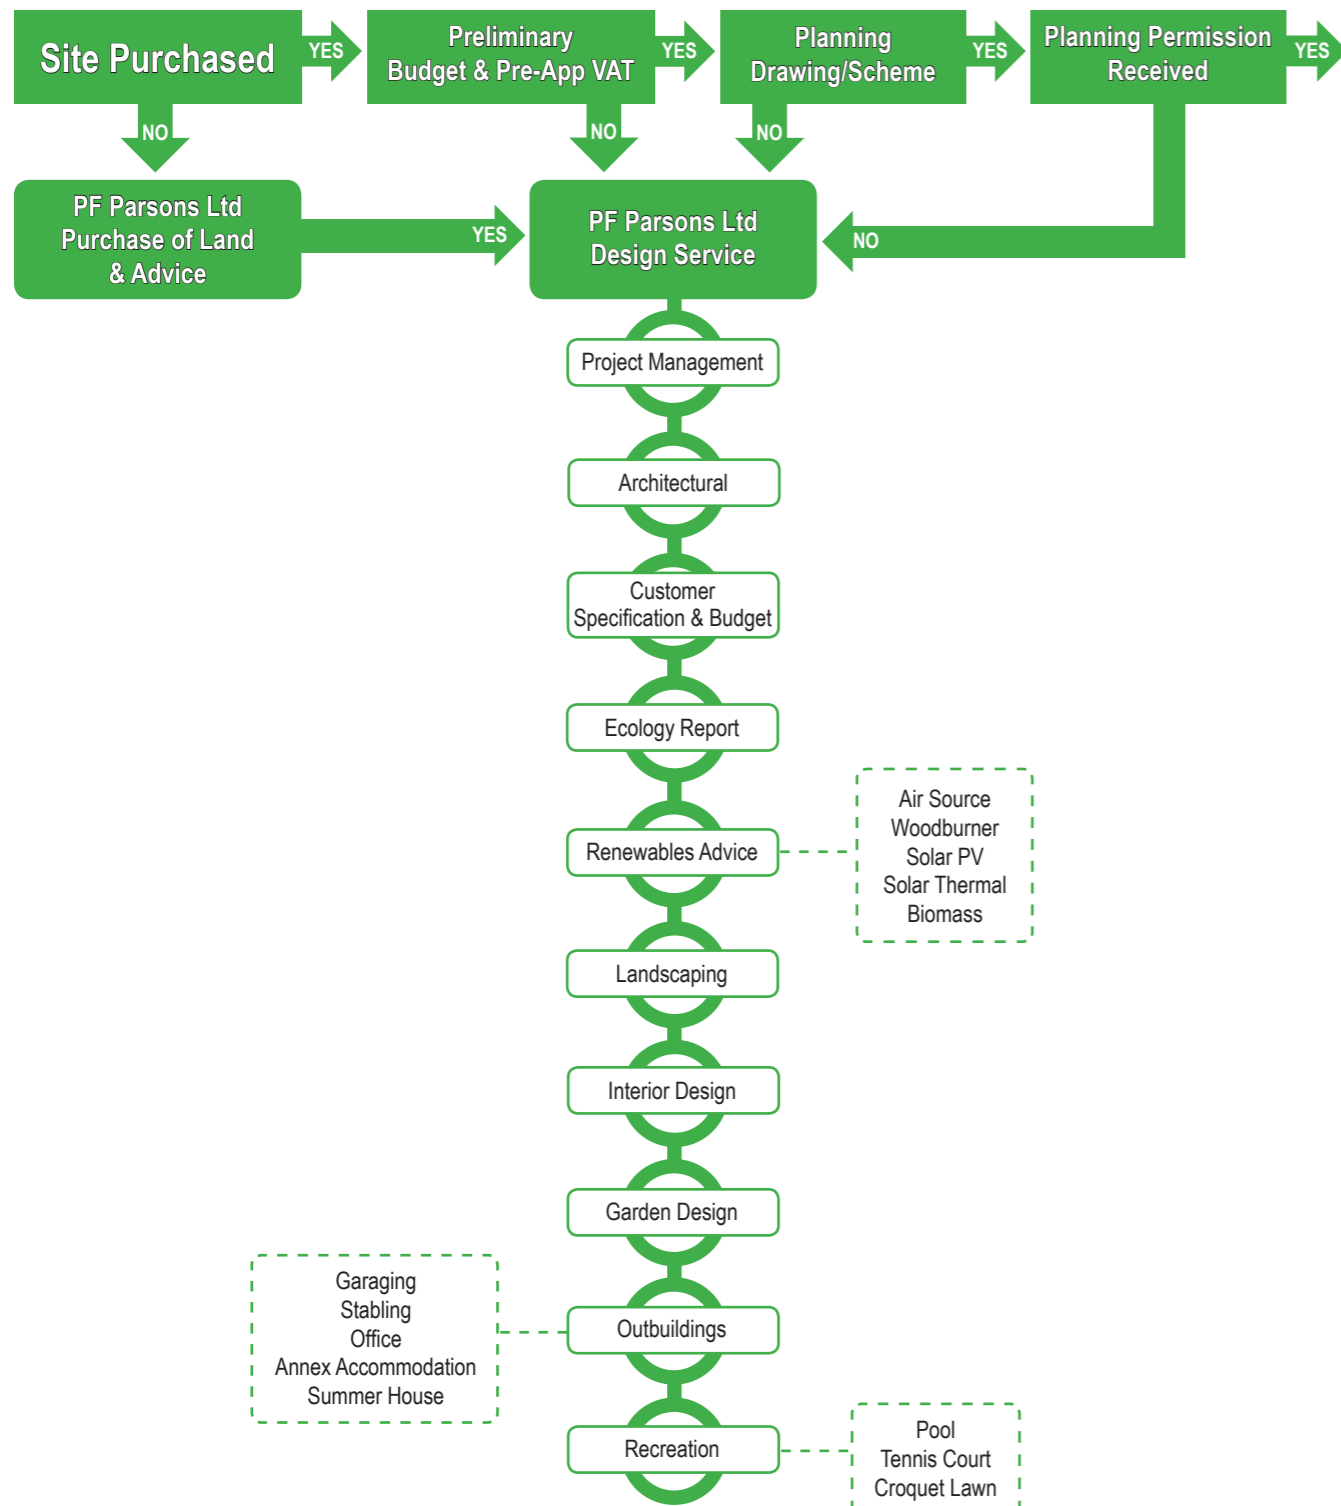 Site Purchased
YES
Preliminary
Budget & Pre-App VAT
YES
Planning
Drawing/Scheme
YES
Planning Permission
Received
YES
NO
NO
NO
PF Parsons Ltd
Purchase of Land
& Advice
YES
PF Parsons Ltd
Design Service
NO
Project Management
Architectural
Customer
Specification & Budget
Ecology Report
Renewables Advice
Air Source
Woodburner
Solar PV
Solar Thermal
Biomass
Landscaping
Interior Design
Garden Design
Garaging
Stabling
Office
Annex Accommodation
Summer House
Outbuildings
Recreation
Pool
Tennis Court
Croquet Lawn